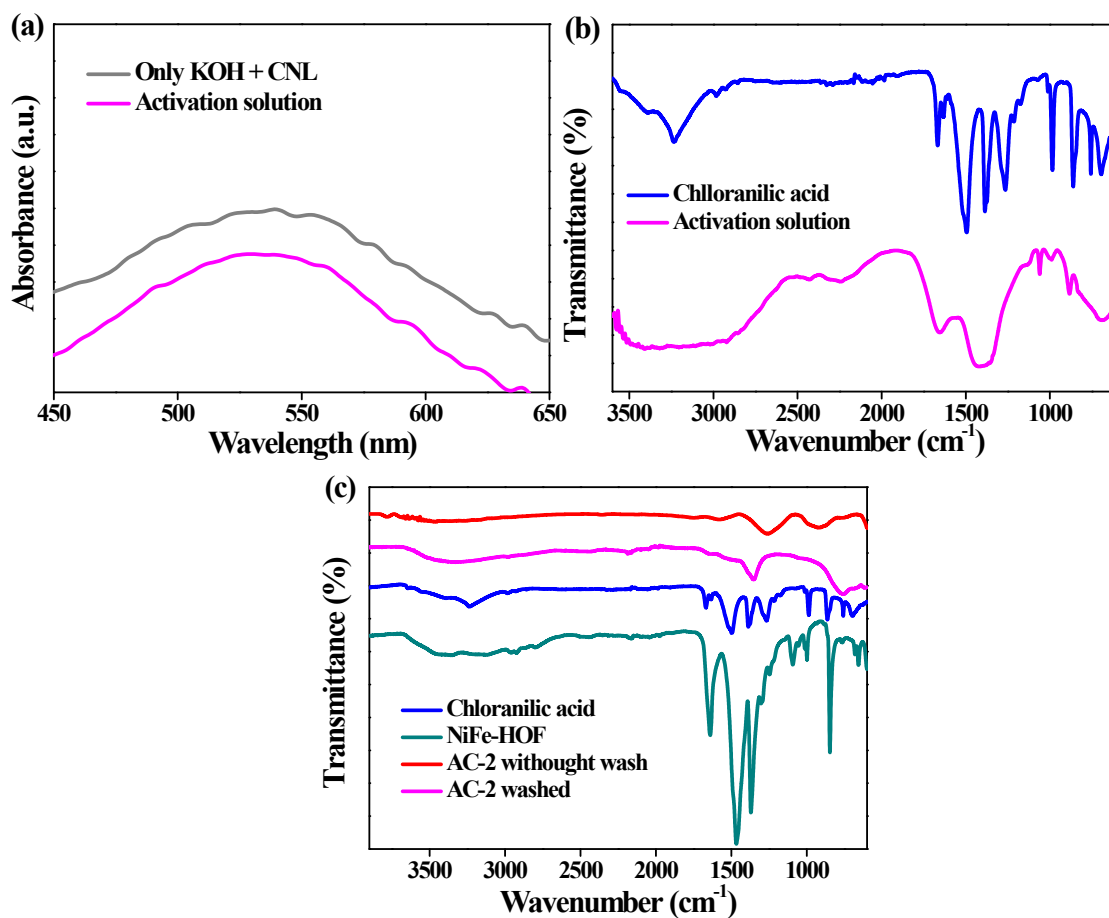 (a)
Only KOH + CNL
Activation solution
Absorbance (a.u.)
450 500 550 600 650
Wavelength (nm)
(b)
Chlloranilic acid
Activation solution
Transmittance (%)
3600 3000 2500 2000 1500 1000
Wavenumber (cm-1)
(c)
Chloranilic acid
NiFe-HOF
AC-2 withought wash
AC-2 washed
Transmittance (%)
3500 3000 2500 2000 1500 1000
Wavenumber (cm-1)